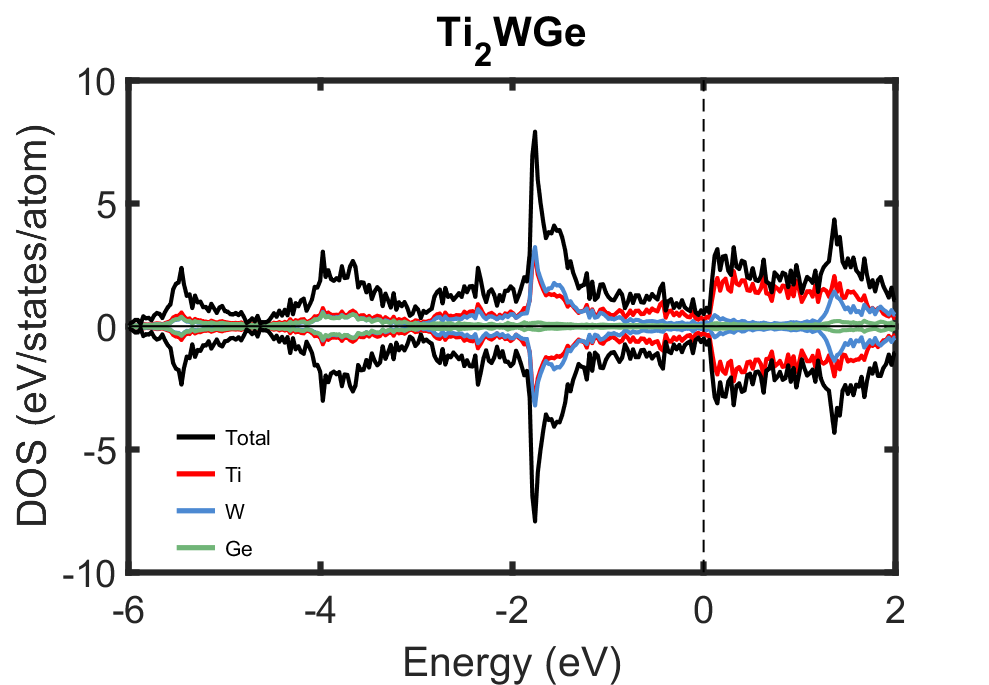 Ti₂WGe
DOS (eV/states/atom)
10
5
0
-5
-10
Total
Ti
W
Ge
-6 -4 -2 0 2
Energy (eV)